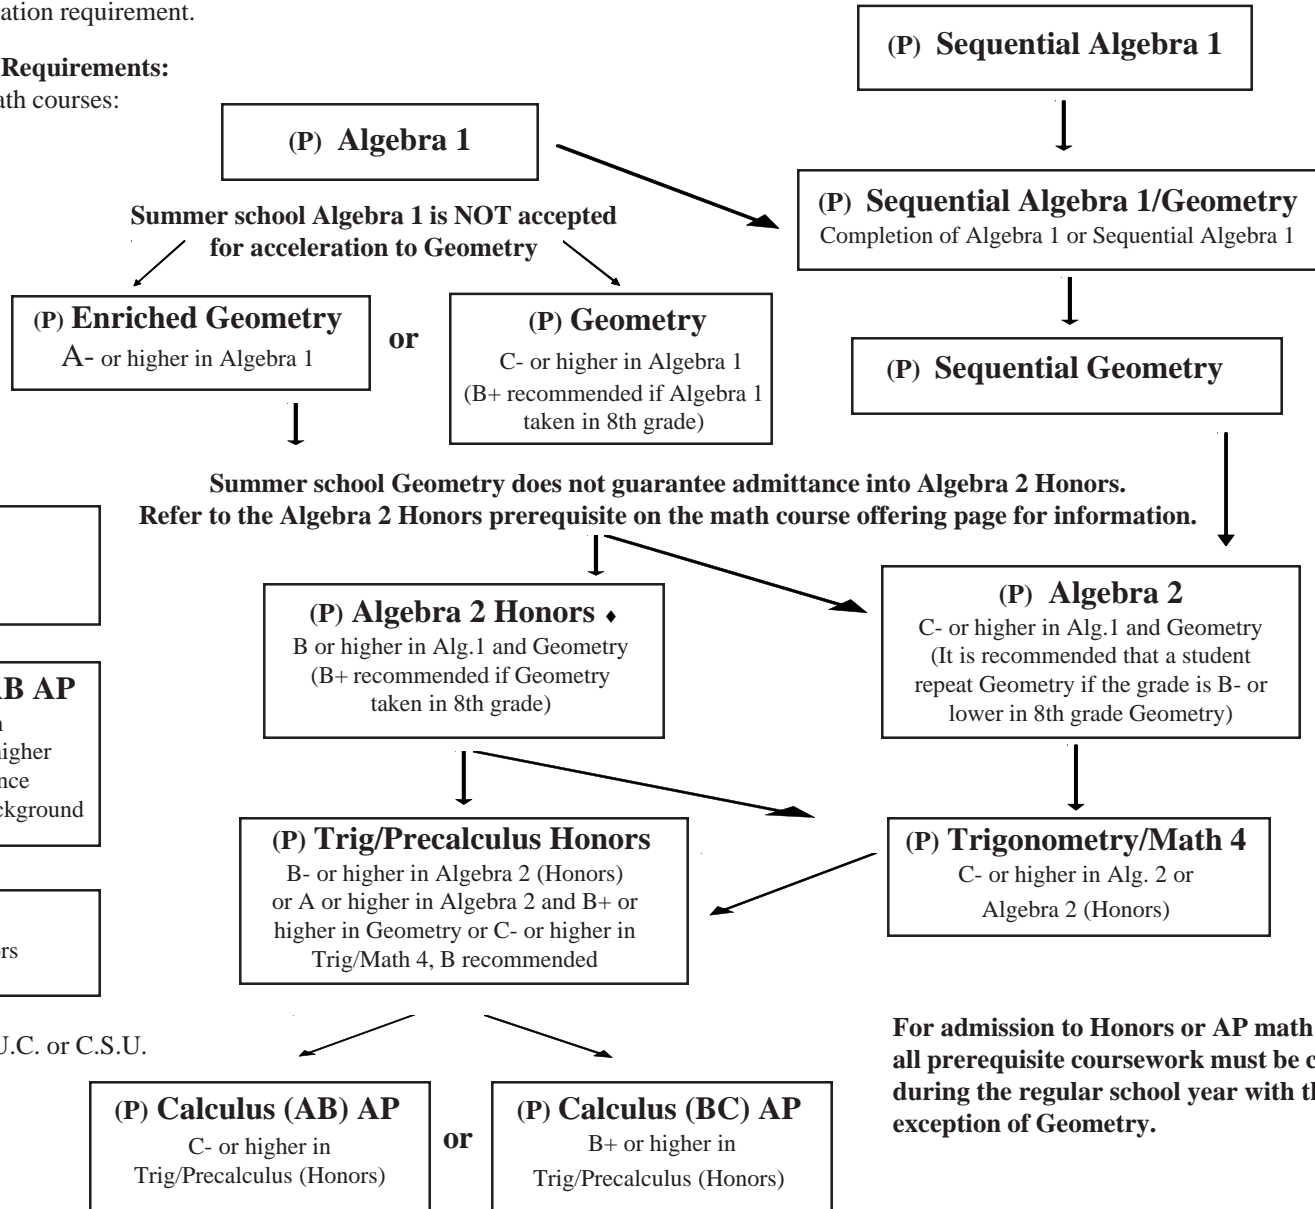 ation requirement.
Requirements:
ath courses:
(P) Sequential Algebra 1
(P) Algebra 1
(P) Sequential Algebra 1/Geometry
Completion of Algebra 1 or Sequential Algebra 1
Summer school Algebra 1 is NOT accepted
for acceleration to Geometry
(P) Enriched Geometry
A- or higher in Algebra 1
or
(P) Geometry
C- or higher in Algebra 1
(B+ recommended if Algebra 1
taken in 8th grade)
(P) Sequential Geometry
Summer school Geometry does not guarantee admittance into Algebra 2 Honors.
Refer to the Algebra 2 Honors prerequisite on the math course offering page for information.
(P) Algebra 2 Honors ♦
B or higher in Alg.1 and Geometry
(B+ recommended if Geometry
taken in 8th grade)
(P) Algebra 2
C- or higher in Alg.1 and Geometry
(It is recommended that a student
repeat Geometry if the grade is B- or
lower in 8th grade Geometry)
AB AP
n
higher
nce
ckground
(P) Trig/Precalculus Honors
B- or higher in Algebra 2 (Honors)
or A or higher in Algebra 2 and B+ or
higher in Geometry or C- or higher in
Trig/Math 4, B recommended
(P) Trigonometry/Math 4
C- or higher in Alg. 2 or
Algebra 2 (Honors)
ors
U.C. or C.S.U.
For admission to Honors or AP math
all prerequisite coursework must be c
during the regular school year with th
exception of Geometry.
(P) Calculus (AB) AP
C- or higher in
Trig/Precalculus (Honors)
or
(P) Calculus (BC) AP
B+ or higher in
Trig/Precalculus (Honors)